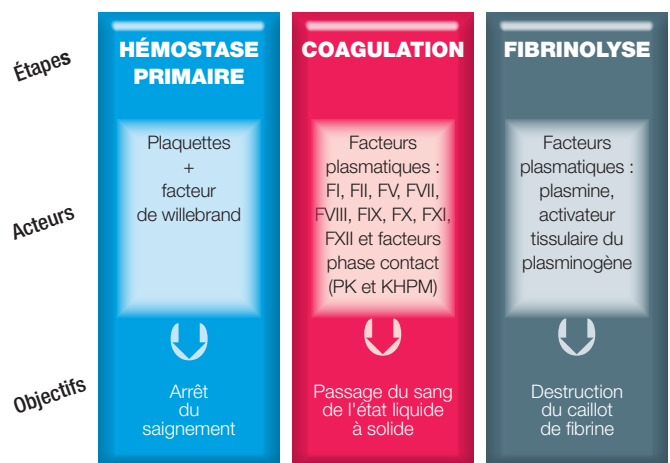 Étapes
HÉMOSTASE
PRIMAIRE
COAGULATION
FIBRINOLYSE
Acteurs
Plaquettes
+
facteur
de willebrand
Facteurs
plasmatiques :
FI, FII, FV, FVII,
FVIII, FIX, FX, FXI,
FXII et facteurs
phase contact
(PK et KHPM)
Facteurs
plasmatiques :
plasmine,
activateur
tissulaire du
plasminogène
Objectifs
Arrêt
du
saignement
Passage du sang
de l'état liquide
à solide
Destruction
du caillot
de fibrine